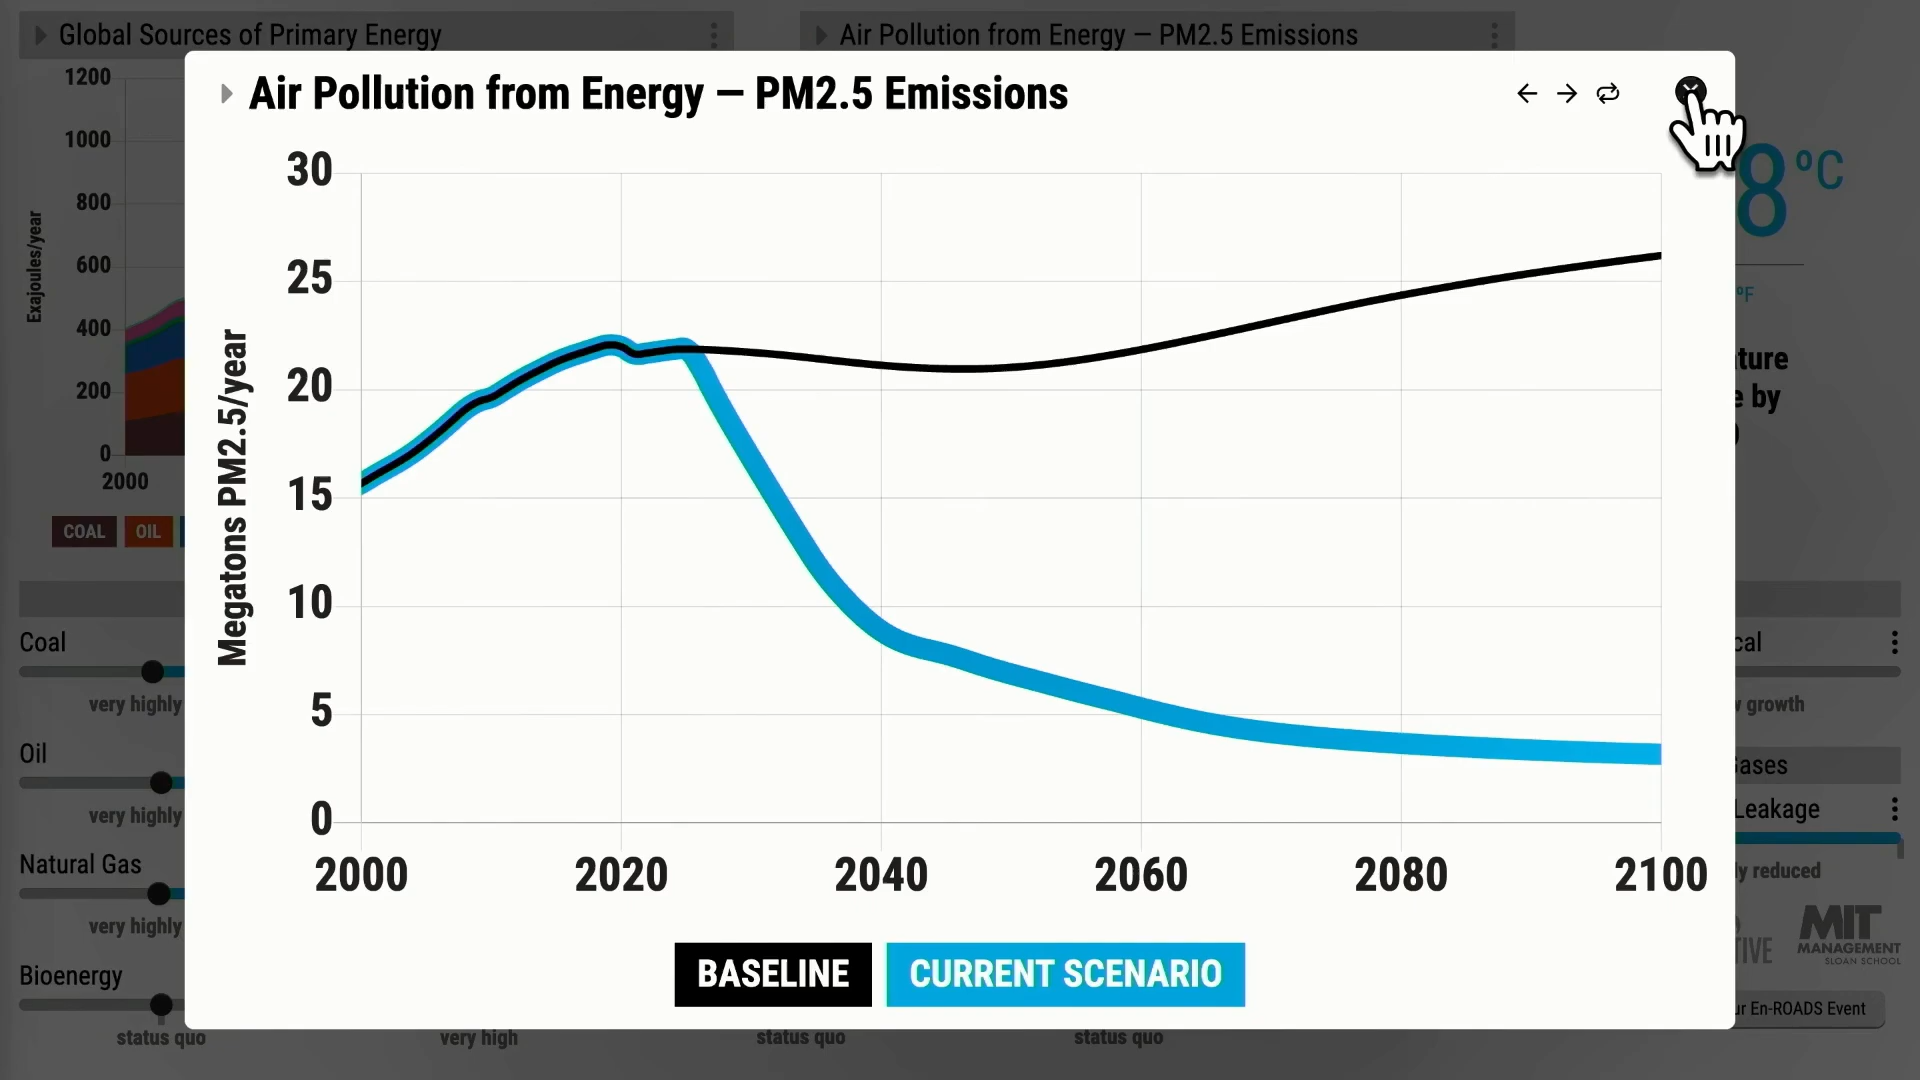 Global Sources of Primary Energy
Air Pollution from Energy – PM2.5 Emissions
Air Pollution from Energy – PM2.5 Emissions
Exajoules/year
1200
1000
800
600
400
200
0
2000
COAL OIL
Megatons PM2.5/year
30
25
20
15
10
5
0
2000 2020 2040 2060 2080 2100
BASELINE CURRENT SCENARIO
8°C
°F
ture
e by
Coal
very highly
Oil
very highly
Natural Gas
very highly
Bioenergy
status quo
very high
status quo
status quo
cal
growth
Gases
Leakage
ly reduced
TIVE
MIT
MANAGEMENT
SLOAN SCHOOL
ur En-ROADS Event